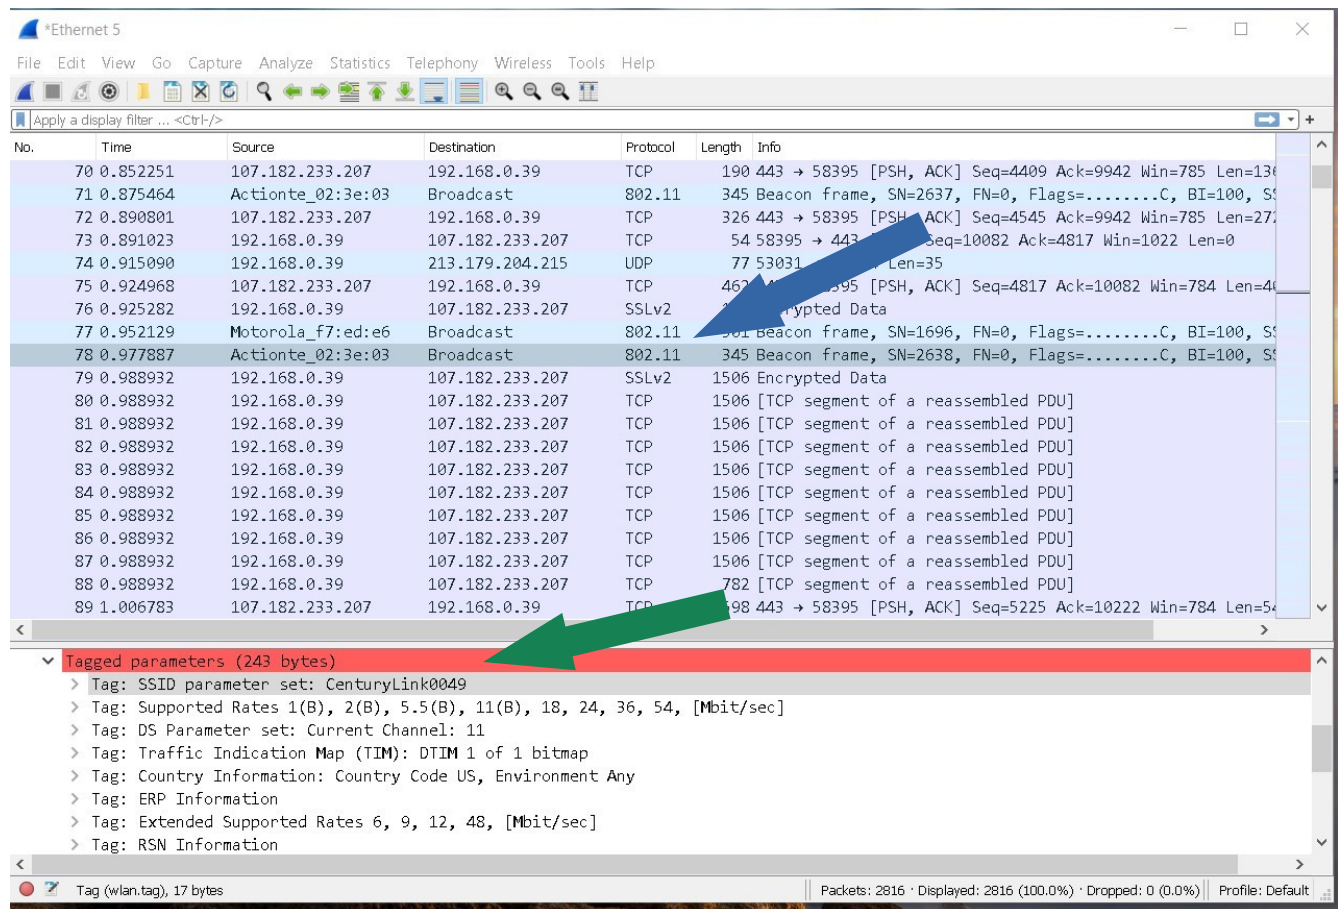 *Ethernet 5
File Edit View Go Capture Analyze Statistics Telephony Wireless Tools Help
Apply a display filter ... <Ctrl-/>
No. Time Source Destination Protocol Length Info
70 0.852251 107.182.233.207 192.168.0.39 TCP 190 443 → 58395 [PSH, ACK] Seq=4409 Ack=9942 Win=785 Len=136
71 0.875464 Actionte_02:3e:03 Broadcast 802.11 345 Beacon frame, SN=2637, FN=0, Flags=........C, BI=100, S
72 0.890801 107.182.233.207 192.168.0.39 TCP 326 443 → 58395 [PSH, ACK] Seq=4545 Ack=9942 Win=785 Len=272
73 0.891023 192.168.0.39 107.182.233.207 TCP 54 58395 → 443 Seq=10082 Ack=4817 Win=1022 Len=0
74 0.915090 192.168.0.39 213.179.204.215 UDP 77 53031 Len=35
75 0.924968 107.182.233.207 192.168.0.39 TCP [PSH, ACK] Seq=4817 Ack=10082 Win=784
76 0.925282 192.168.0.39 107.182.233.207 SSLv2 Data
77 0.952129 Motorola_f7:ed:e6 Broadcast 802.11 Beacon frame, SN=1696, FN=0, Flags=........C, BI=100, S
78 0.977887 Actionte_02:3e:03 Broadcast 802.11 345 Beacon frame, SN=2638, FN=0, Flags=........C, BI=100, S
79 0.988932 192.168.0.39 107.182.233.207 SSLv2 1506 Encrypted Data
80 0.988932 192.168.0.39 107.182.233.207 TCP 1506 [TCP segment of a reassembled PDU]
81 0.988932 192.168.0.39 107.182.233.207 TCP 1506 [TCP segment of a reassembled PDU]
82 0.988932 192.168.0.39 107.182.233.207 TCP 1506 [TCP segment of a reassembled PDU]
83 0.988932 192.168.0.39 107.182.233.207 TCP 1506 [TCP segment of a reassembled PDU]
84 0.988932 192.168.0.39 107.182.233.207 TCP 1506 [TCP segment of a reassembled PDU]
85 0.988932 192.168.0.39 107.182.233.207 TCP 1506 [TCP segment of a reassembled PDU]
86 0.988932 192.168.0.39 107.182.233.207 TCP 1506 [TCP segment of a reassembled PDU]
87 0.988932 192.168.0.39 107.182.233.207 TCP 1506 [TCP segment of a reassembled PDU]
88 0.988932 192.168.0.39 107.182.233.207 TCP 782 [TCP segment of a reassembled PDU]
89 1.006783 107.182.233.207 192.168.0.39 TCP 443 → 58395 [PSH, ACK] Seq=5225 Ack=10222 Win=784
Tagged parameters (243 bytes)
Tag: SSID parameter set: CenturyLink0049
Tag: Supported Rates 1(B), 2(B), 5.5(B), 11(B), 18, 24, 36, 54, [Mbit/sec]
Tag: DS Parameter set: Current Channel: 11
Tag: Traffic Indication Map (TIM): DTIM 1 of 1 bitmap
Tag: Country Information: Country Code US, Environment Any
Tag: ERP Information
Tag: Extended Supported Rates 6, 9, 12, 48, [Mbit/sec]
Tag: RSN Information
Tag (wlan.tag), 17 bytes Packets: 2816 · Displayed: 2816 (100.0%) · Dropped: 0 (0.0%) Profile: Default